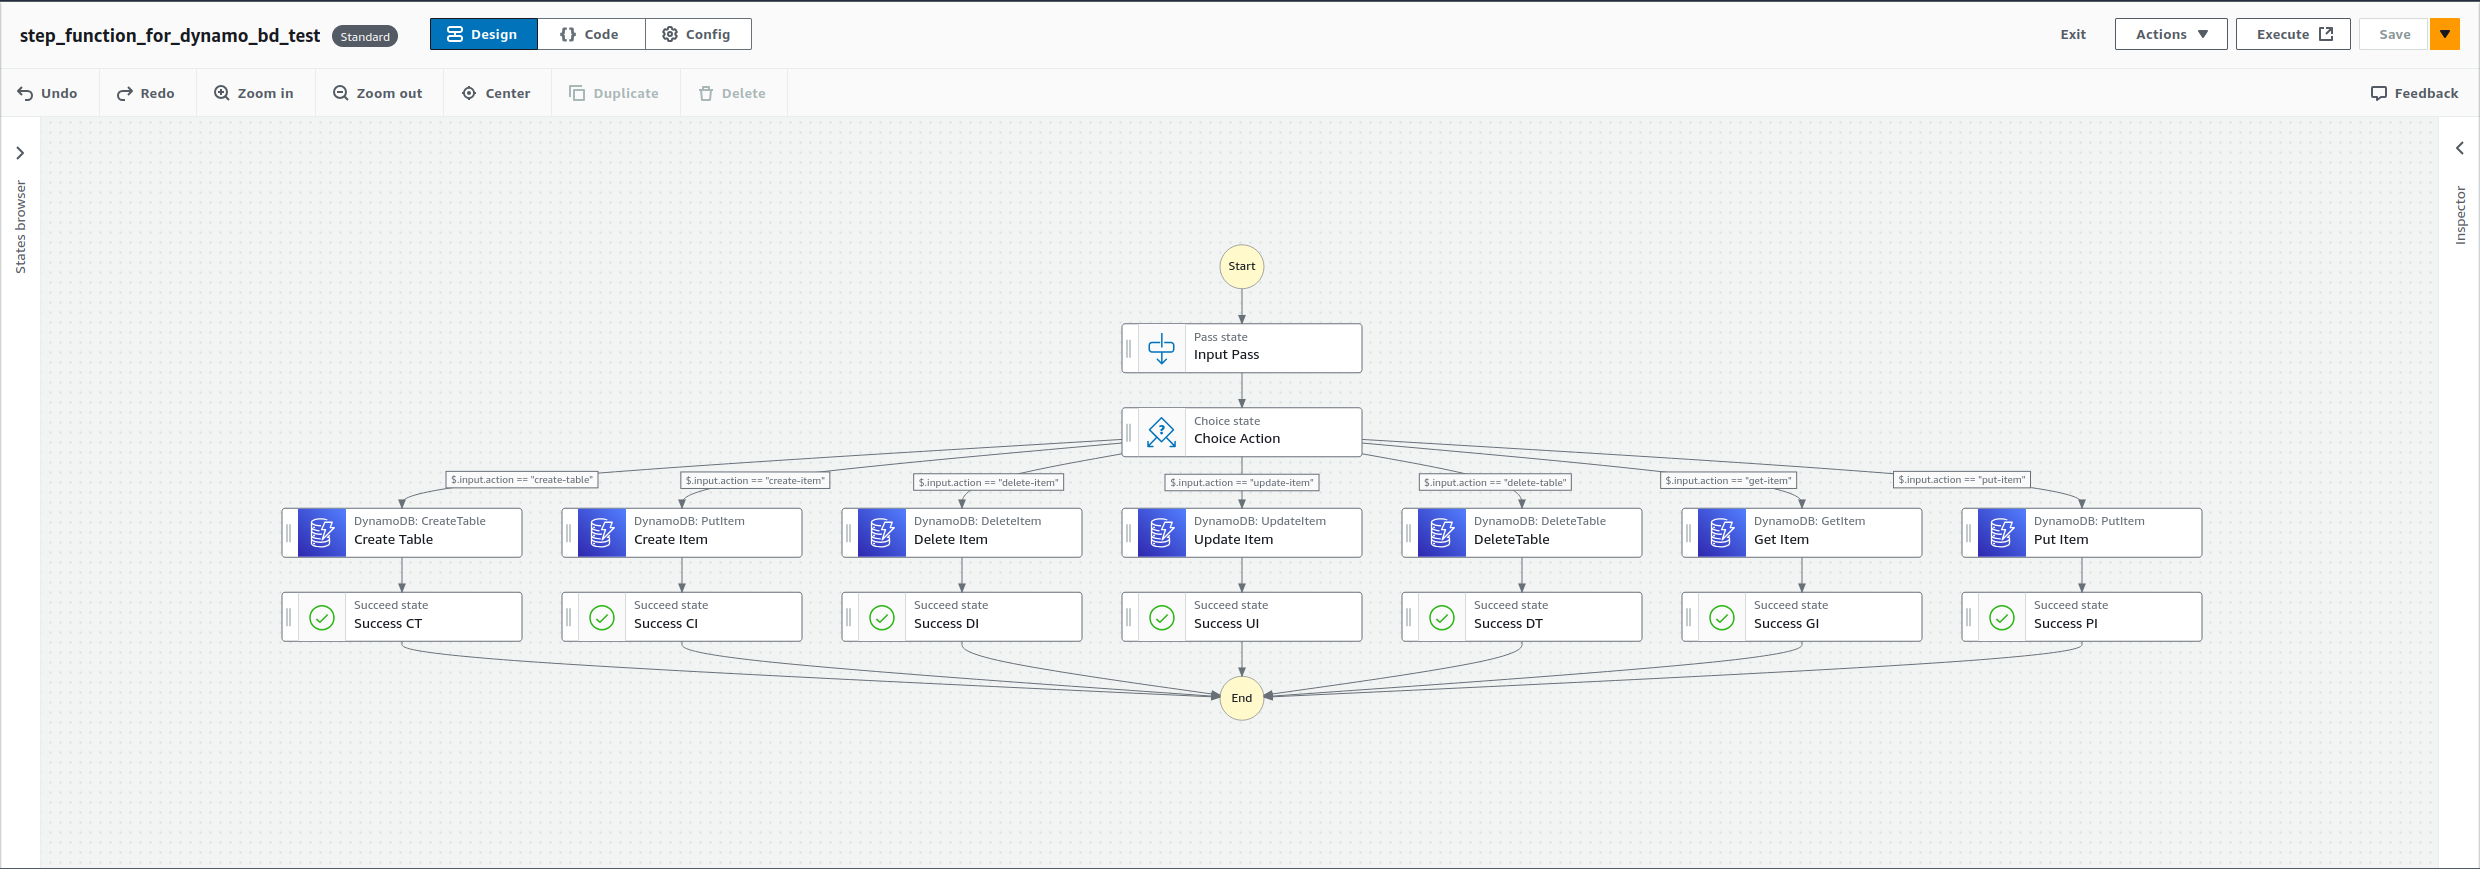 step_function_for_dynamo_bd_test Standard Design Code Config Exit Actions Execute Save
Undo Redo Zoom in Zoom out Center Duplicate Delete Feedback
States browser
Inspector
Start
Pass state
Input Pass
Choice state
Choice Action
$.input.action == "create-table"
$.input.action == "create-item"
$.input.action == "delete-item"
$.input.action == "update-item"
$.input.action == "delete-table"
$.input.action == "get-item"
$.input.action == "put-item"
DynamoDB: CreateTable
Create Table
DynamoDB: PutItem
Create Item
DynamoDB: DeleteItem
Delete Item
DynamoDB: UpdateItem
Update Item
DynamoDB: DeleteTable
DeleteTable
DynamoDB: GetItem
Get Item
DynamoDB: PutItem
Put Item
Succeed state
Success CT
Succeed state
Success CI
Succeed state
Success DI
Succeed state
Success UI
Succeed state
Success DT
Succeed state
Success GI
Succeed state
Success PI
End